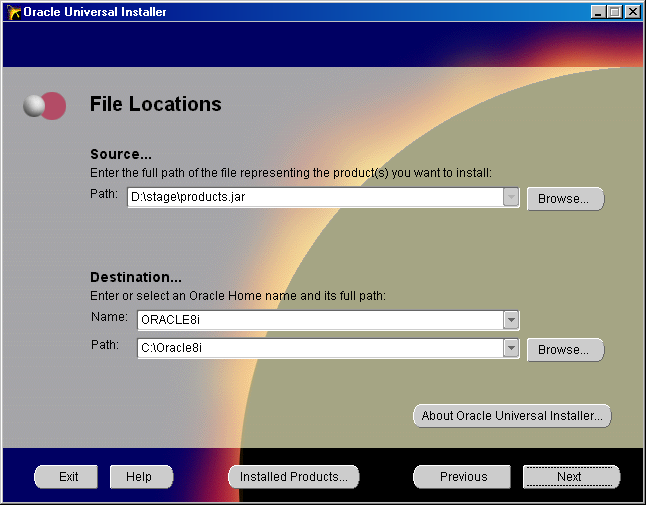 Oracle Universal Installer
File Locations
Source...
Enter the full path of the file representing the product(s) you want to install:
Path: D:\stage\products.jar Browse...
Destination...
Enter or select an Oracle Home name and its full path:
Name: ORACLE8i
Path: C:\Oracle8i Browse...
About Oracle Universal Installer...
Exit Help Installed Products... Previous Next